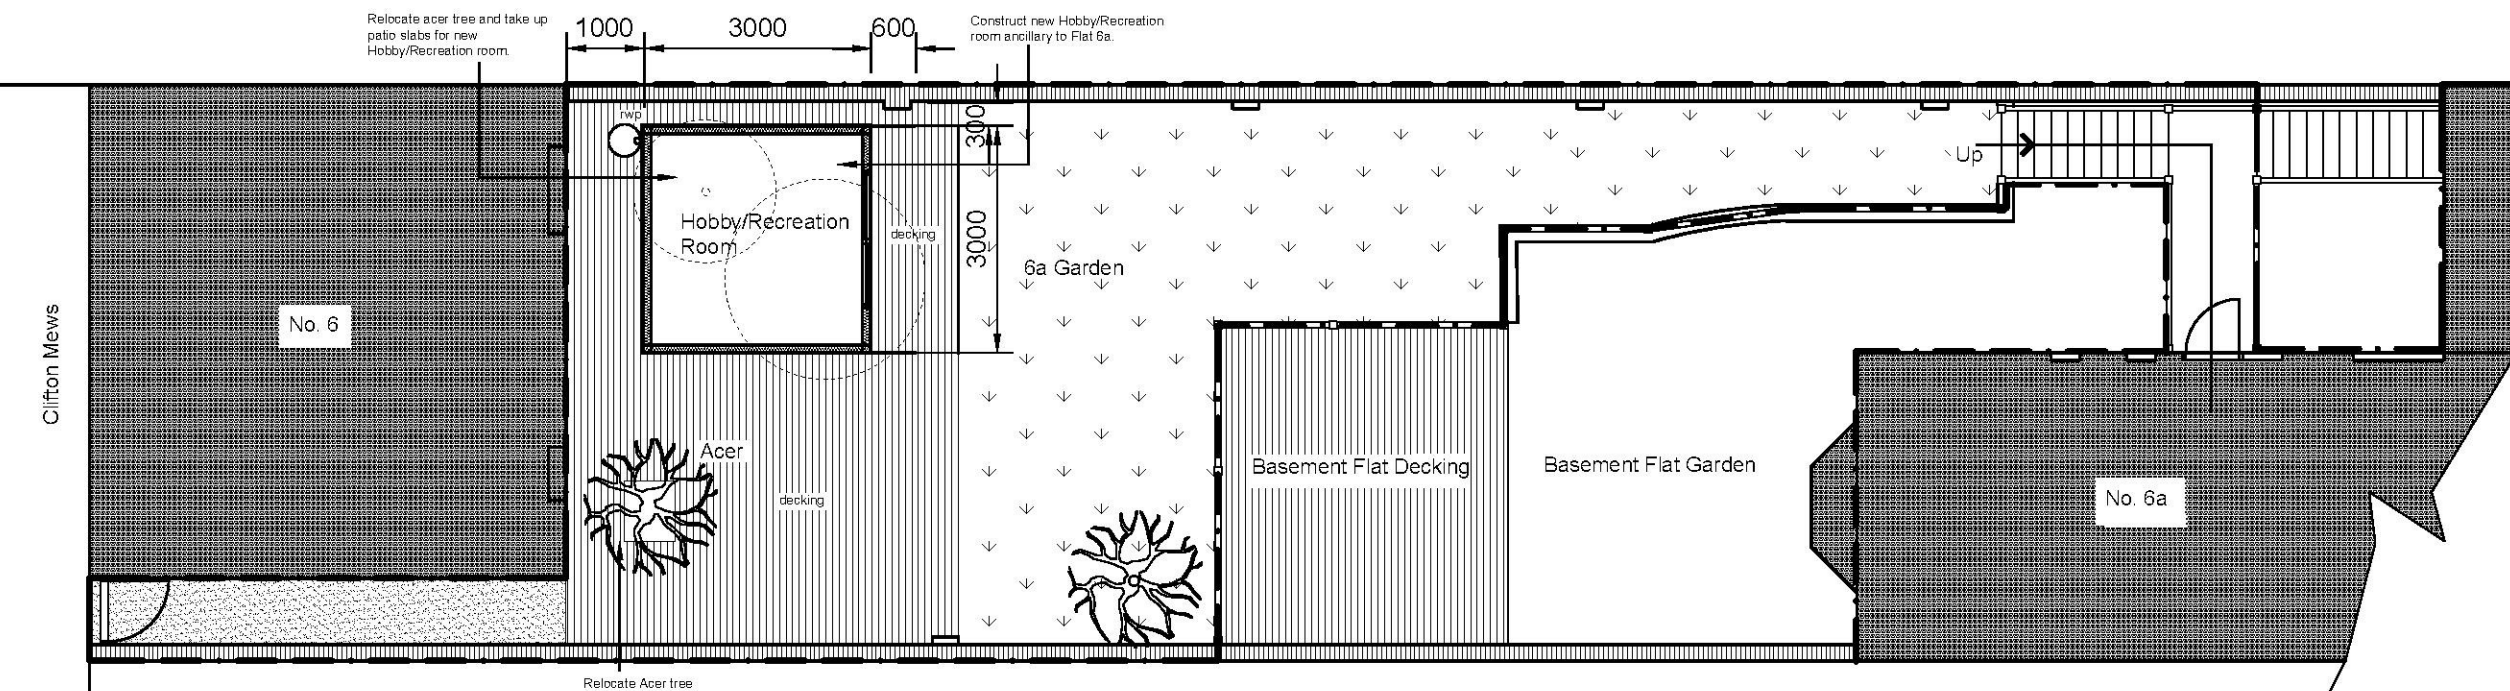 Relocate acer tree and take up
patio slabs for new
Hobby/Recreation room.
1000
3000
600
Construct new Hobby/Recreation
room ancillary to Flat 6a.
rwp
300
Up
Hobby/Recreation
Room
decking
3000
6a Garden
No. 6
Clifton Mews
Acer
decking
Basement Flat Decking
Basement Flat Garden
No. 6a
Relocate Acer tree